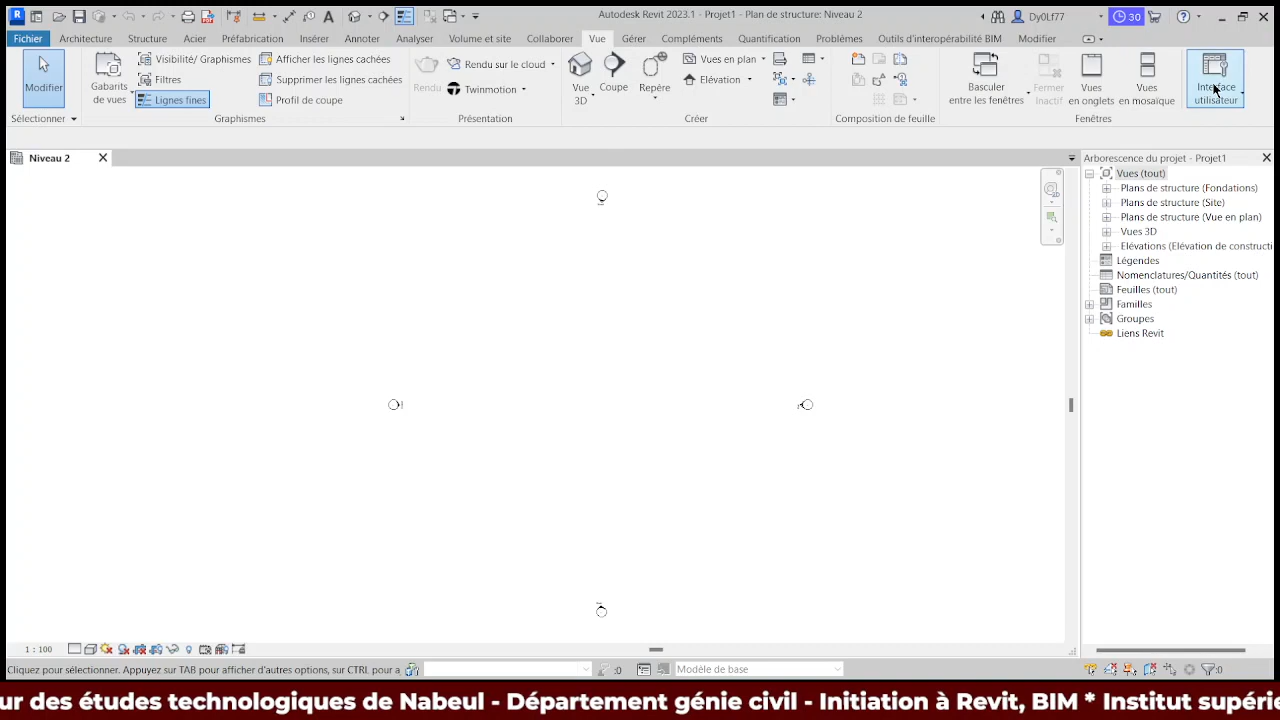 Autodesk Revit 2023.1 - Projet1 - Plan de structure: Niveau 2
Dy0Lf77
30
Fichier Architecture Structure Acier Préfabrication Insérer Annoter Analyser Volume et site Collaborer Vue Gérer Compléments Quantification Problèmes Outils d'interopérabilité BIM Modifier
Modifier
Gabarits de vues
Visibilité/ Graphismes
Filtres
Lignes fines
Afficher les lignes cachées
Supprimer les lignes cachées
Profil de coupe
Rendu
Rendu sur le cloud
Twinmotion
Vue 3D
Coupe
Repère
Vues en plan
Élévation
Basculer entre les fenêtres
Fermer Inactif
Vues en onglets
Vues en mosaïque
Interface utilisateur
Sélectionner Graphismes Présentation Créer Composition de feuille Fenêtres
Niveau 2
Arborescence du projet - Projet1
Vues (tout)
Plans de structure (Fondations)
Plans de structure (Site)
Plans de structure (Vue en plan)
Vues 3D
Elévations (Elévation de constructi
Légendes
Nomenclatures/Quantités (tout)
Feuilles (tout)
Familles
Groupes
Liens Revit
1 : 100
Cliquez pour sélectionner. Appuyez sur TAB pour afficher d'autres options, sur CTRL pour a
:0
Modèle de base
:0
ur des études technologiques de Nabeul - Département génie civil - Initiation à Revit, BIM * Institut supérie